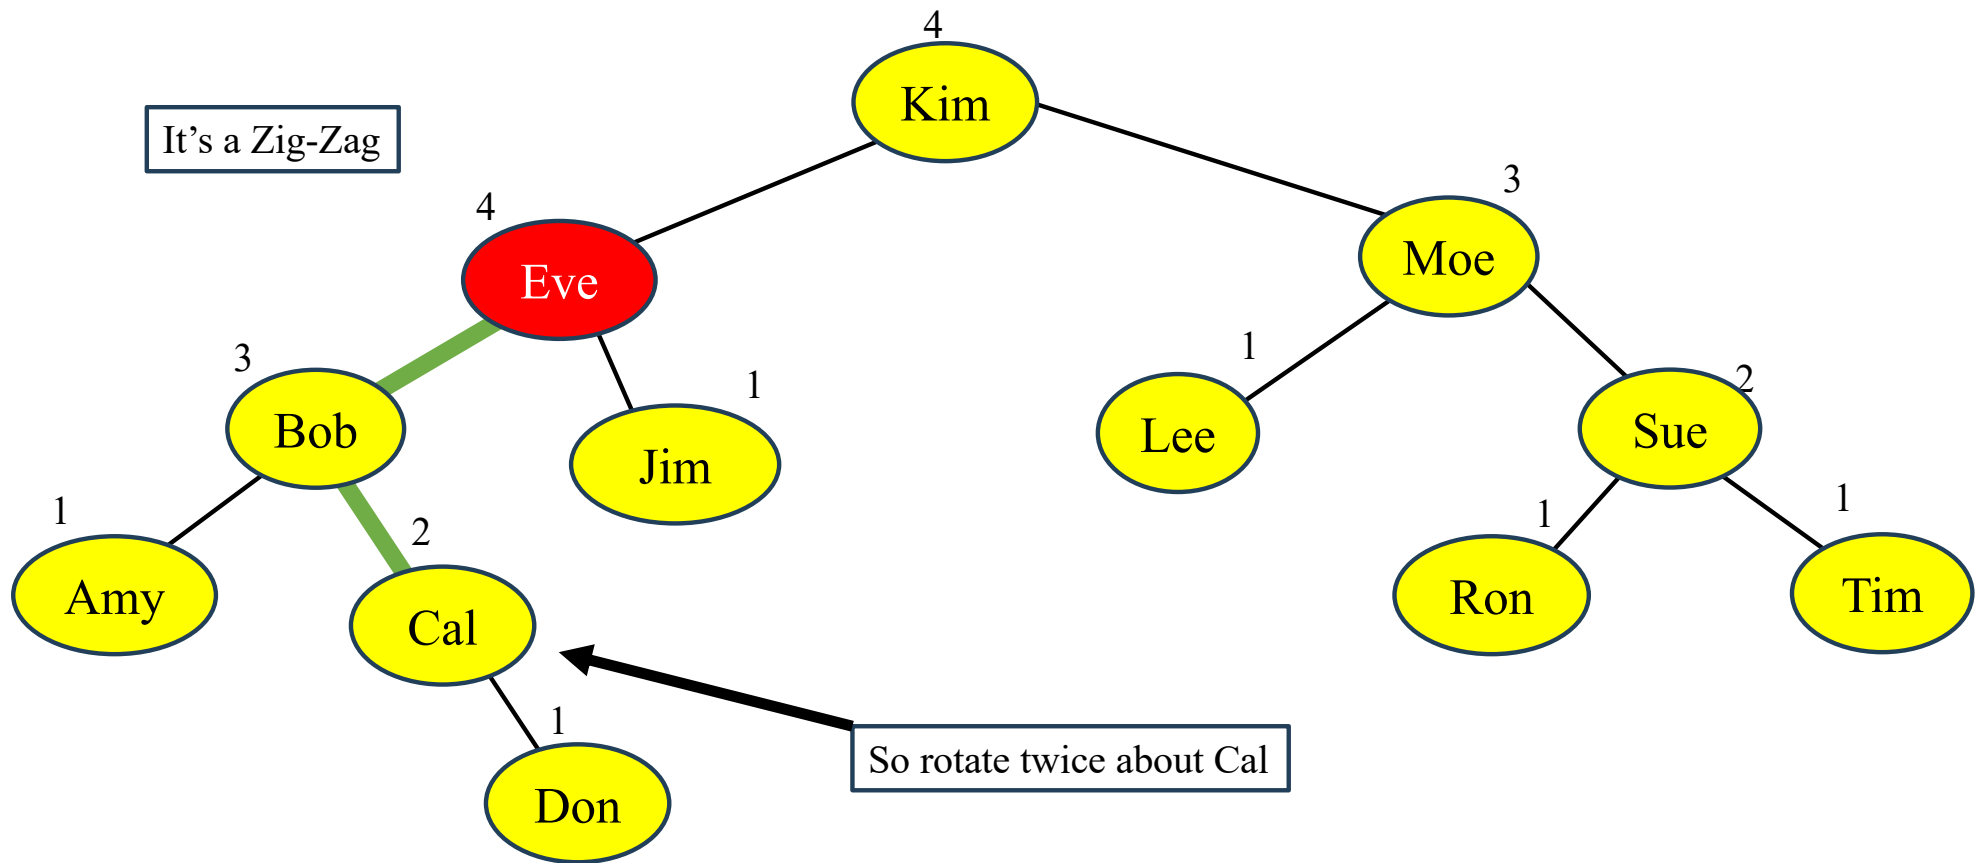 4
Kim
It's a Zig-Zag
3
4
Moe
Eve
1
3
1
2
Bob
Jim
Lee
Sue
1
2
1
1
Amy
Cal
Ron
Tim
1
So rotate twice about Cal
Don